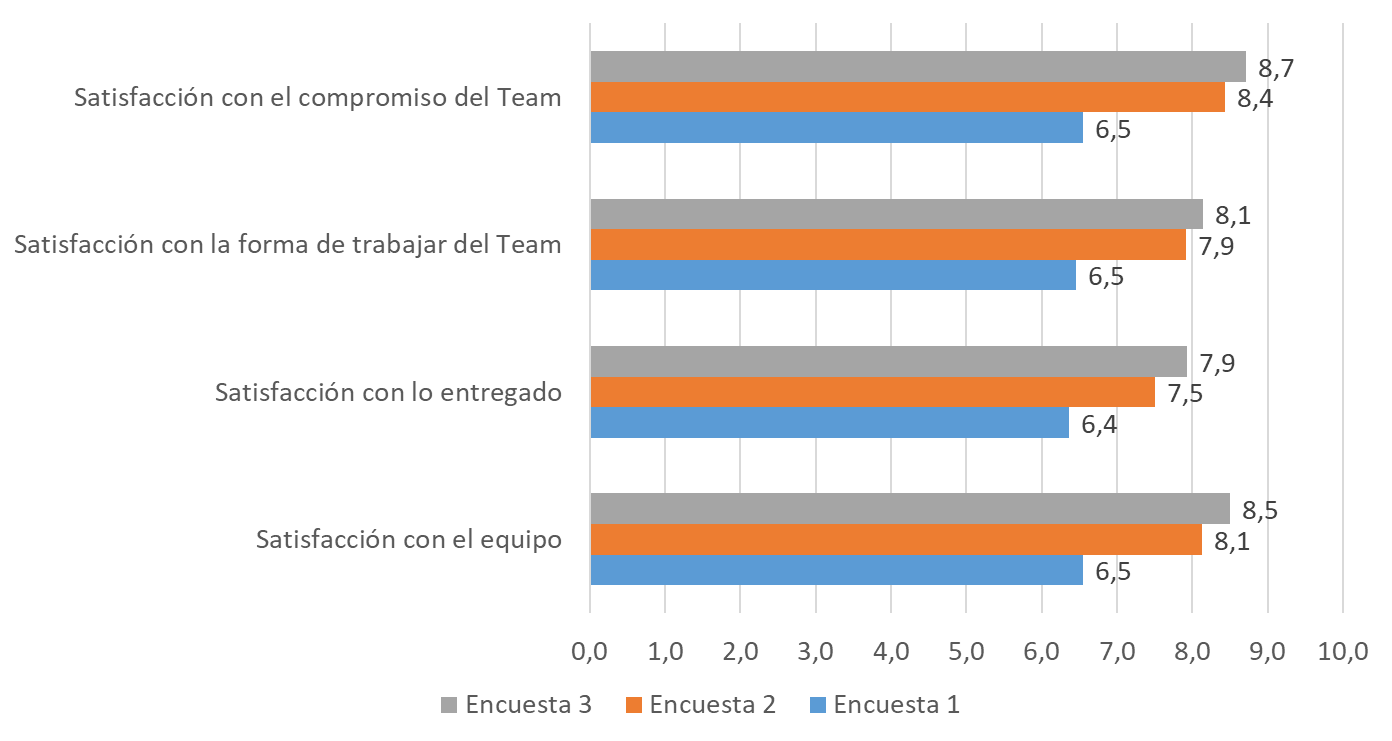 8,7
Satisfacción con el compromiso del Team
8,4
6,5
8,1
Satisfacción con la forma de trabajar del Team
7,9
6,5
7,9
Satisfacción con lo entregado
7,5
6,4
8,5
Satisfacción con el equipo
8,1
6,5
0,0 1,0 2,0 3,0 4,0 5,0 6,0 7,0 8,0 9,0 10,0
Encuesta 3 Encuesta 2 Encuesta 1